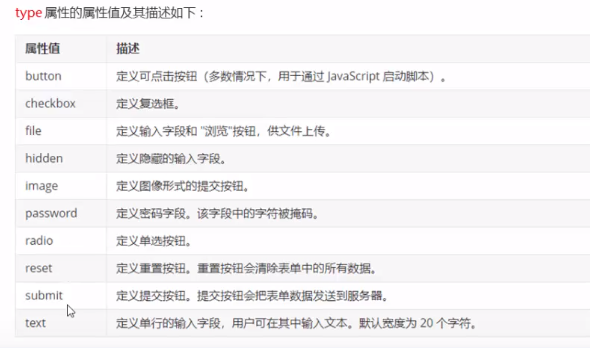 type 属性的属性值及其描述如下：
属性值 描述
button 定义可点击按钮（多数情况下，用于通过 JavaScript 启动脚本）。
checkbox 定义复选框。
file 定义输入字段和 "浏览"按钮，供文件上传。
hidden 定义隐藏的输入字段。
image 定义图像形式的提交按钮。
password 定义密码字段。该字段中的字符被掩码。
radio 定义单选按钮。
reset 定义重置按钮。重置按钮会清除表单中的所有数据。
submit 定义提交按钮。提交按钮会把表单数据发送到服务器。
text 定义单行的输入字段，用户可在其中输入文本。默认宽度为 20 个字符。